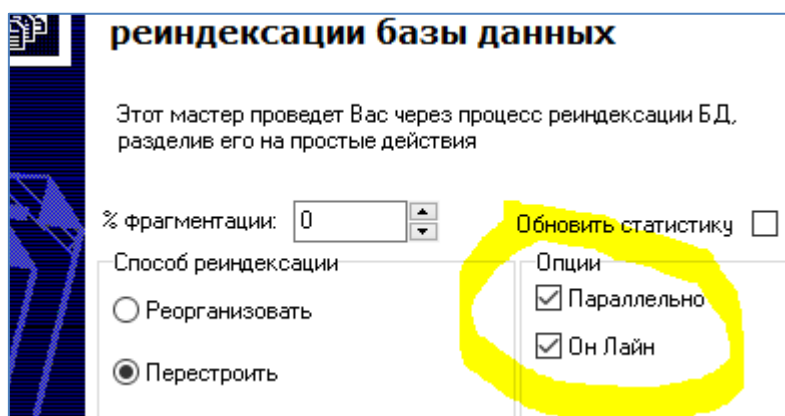 реиндексации базы данных
Этот мастер проведет Вас через процесс реиндексации БД,
разделив его на простые действия
% фрагментации: 0 Обновить статистику
Способ реиндексации Опции
Реорганизовать Параллельно
Перестроить Он Лайн